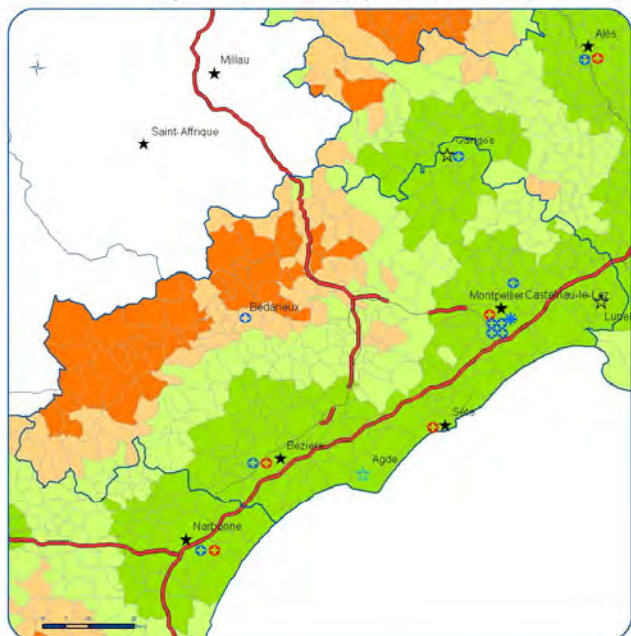 Alès
Millau
Saint-Affrique
Ganges
Montpellier
Castelnau-le-Lez
Lunel
Bédarieux
Sète
Béziers
Agde
Narbonne